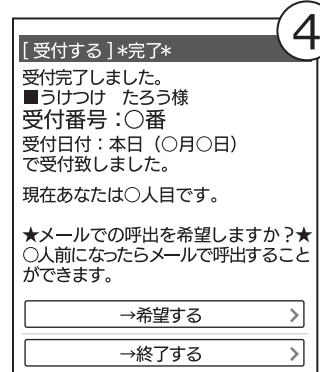 4
[受付する]*完了*
受付完了しました。
■うけつけ　たろう様
受付番号：○番
受付日付：本日（○月○日）
で受付致しました。
現在あなたは○人目です。
★メールでの呼出を希望しますか？★
○人前になったらメールで呼出すること
ができます。
→希望する　>
→終了する　>